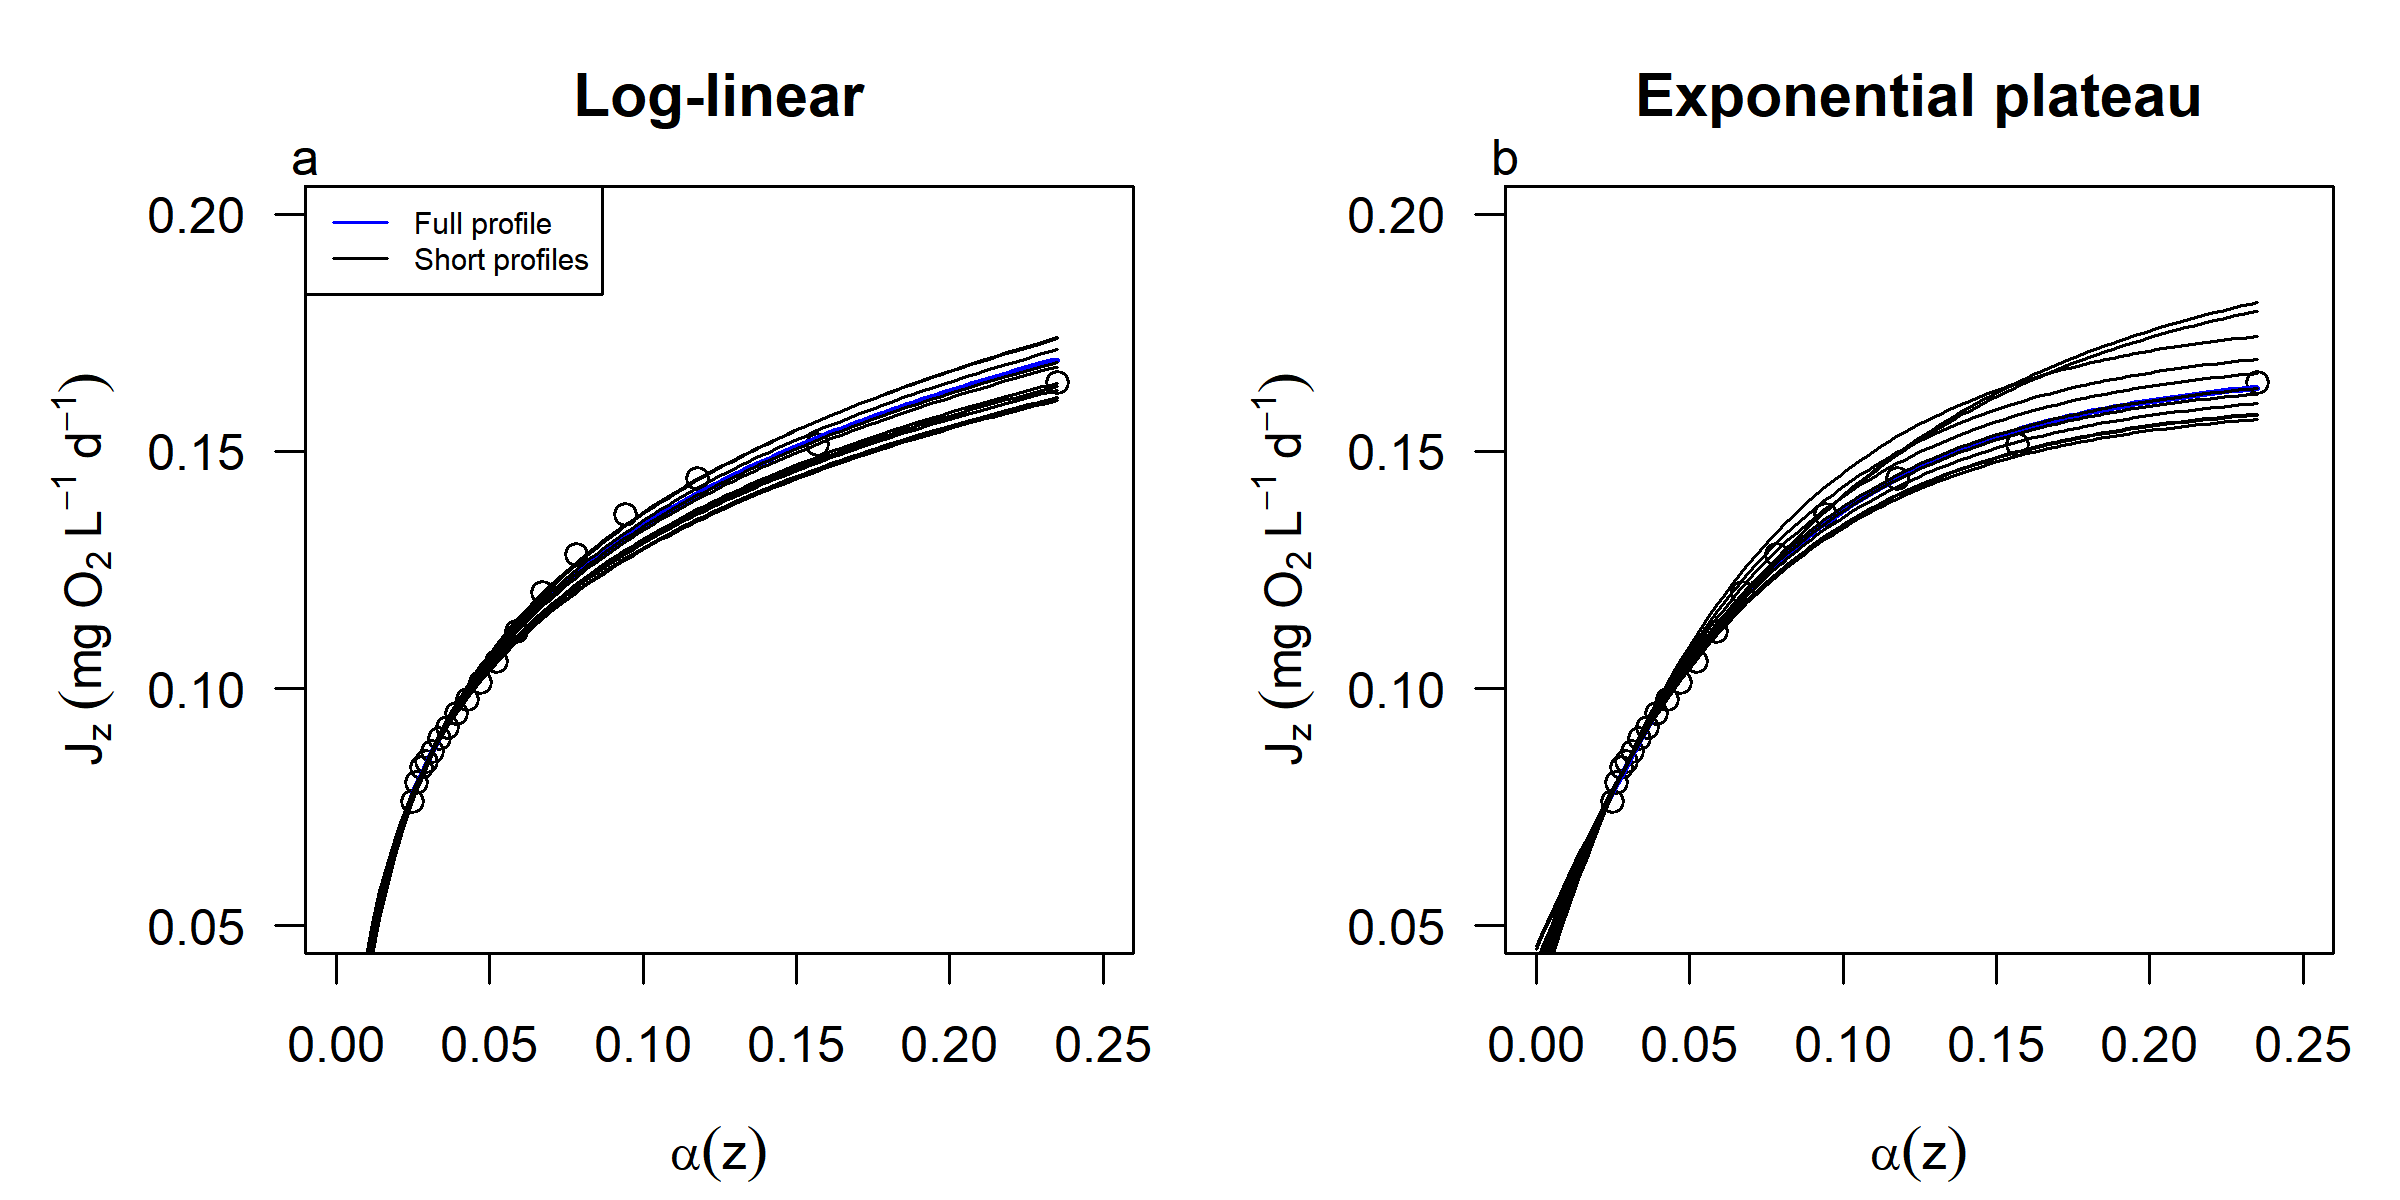 Log-linear
a
Full profile
Short profiles
0.20
0.15
0.10
0.05
J_z (mg O₂ L⁻¹ d⁻¹)
0.00 0.05 0.10 0.15 0.20 0.25
α(z)
Exponential plateau
b
0.20
0.15
0.10
0.05
J_z (mg O₂ L⁻¹ d⁻¹)
0.00 0.05 0.10 0.15 0.20 0.25
α(z)